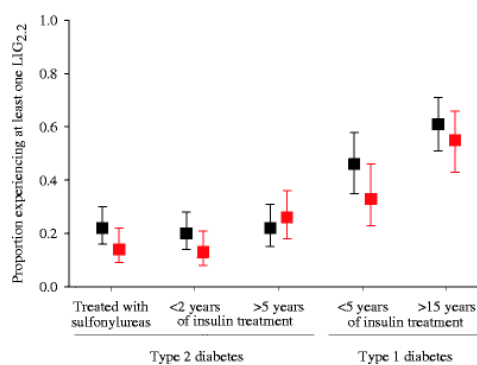 Proportion experiencing at least one LIG2.2
1.0
0.8
0.6
0.4
0.2
0.0
Treated with <2 years >5 years <5 years >15 years
sulfonylureas of insulin treatment of insulin treatment
Type 2 diabetes Type 1 diabetes